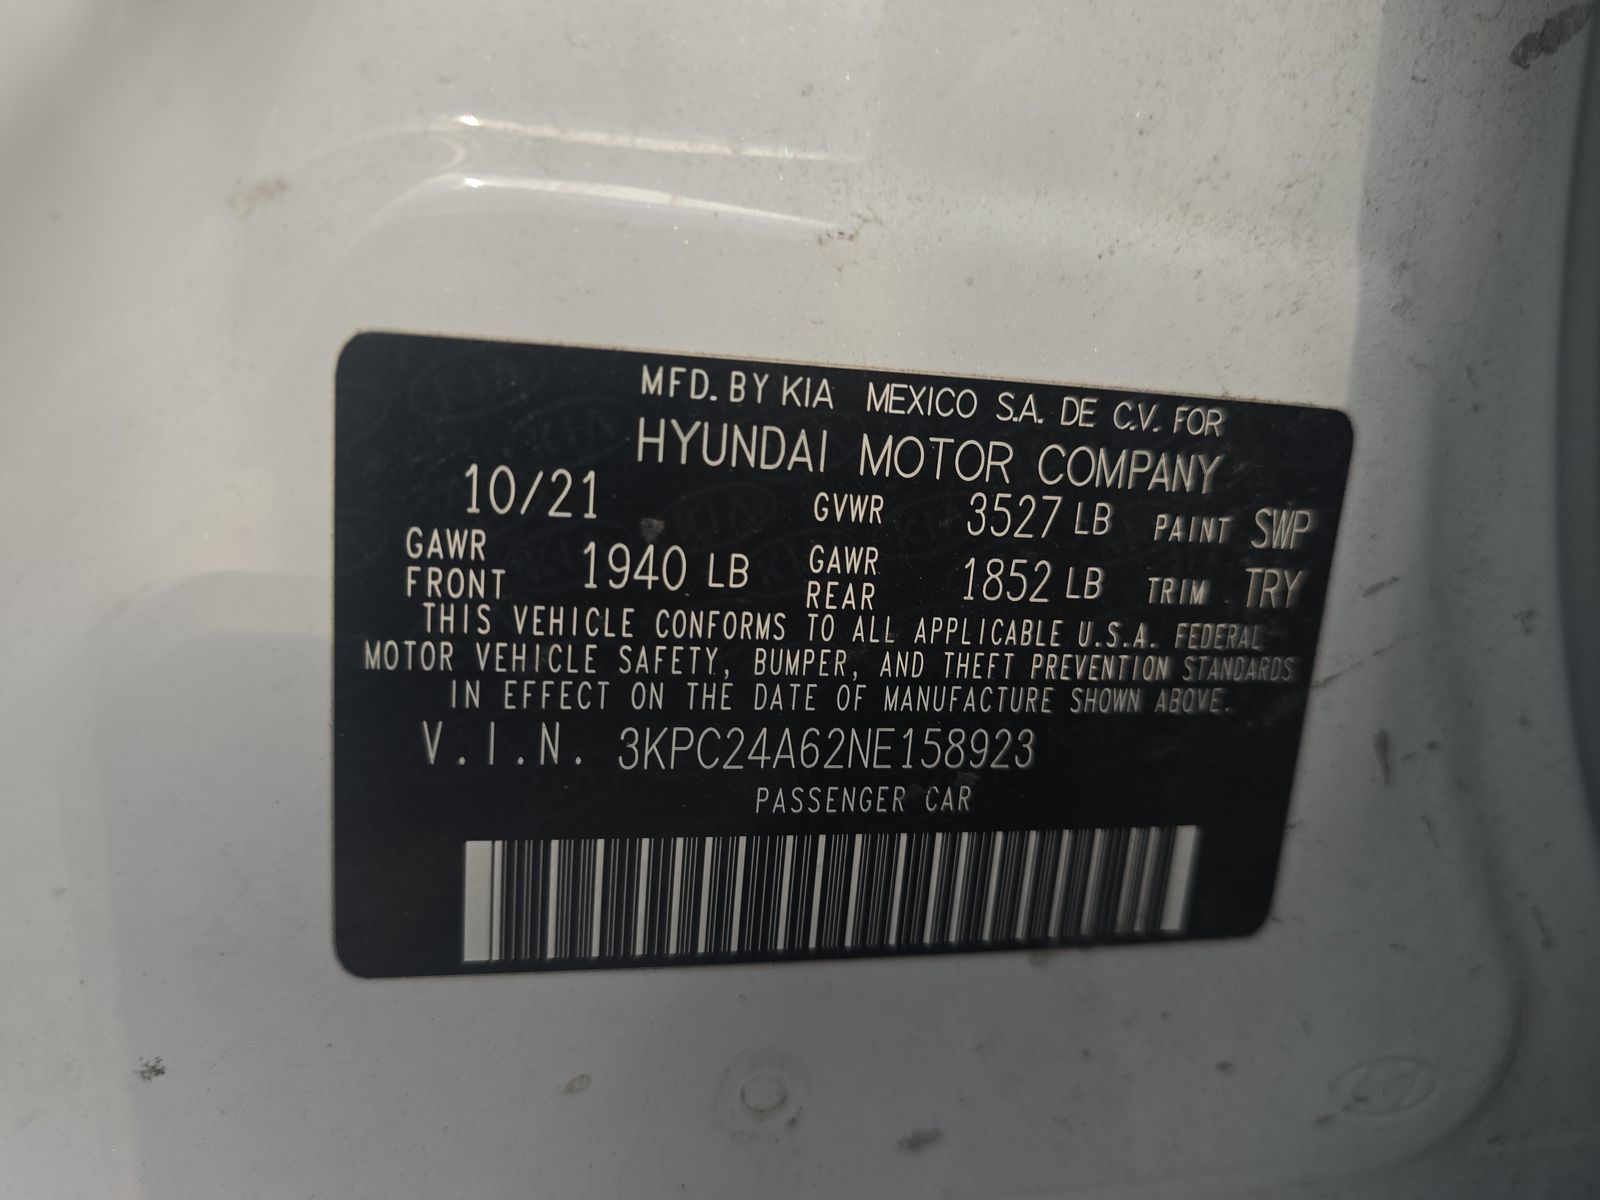 MFD. BY KIA MEXICO S.A. DE C.V. FOR
HYUNDAI MOTOR COMPANY
10/21 GVWR 3527 LB PAINT SWP
GAWR FRONT 1940 LB GAWR REAR 1852 LB TRIM TRY
THIS VEHICLE CONFORMS TO ALL APPLICABLE U.S.A. FEDERAL
MOTOR VEHICLE SAFETY, BUMPER, AND THEFT PREVENTION STANDARDS
IN EFFECT ON THE DATE OF MANUFACTURE SHOWN ABOVE.
V.I.N. 3KPC24A62NE158923
PASSENGER CAR